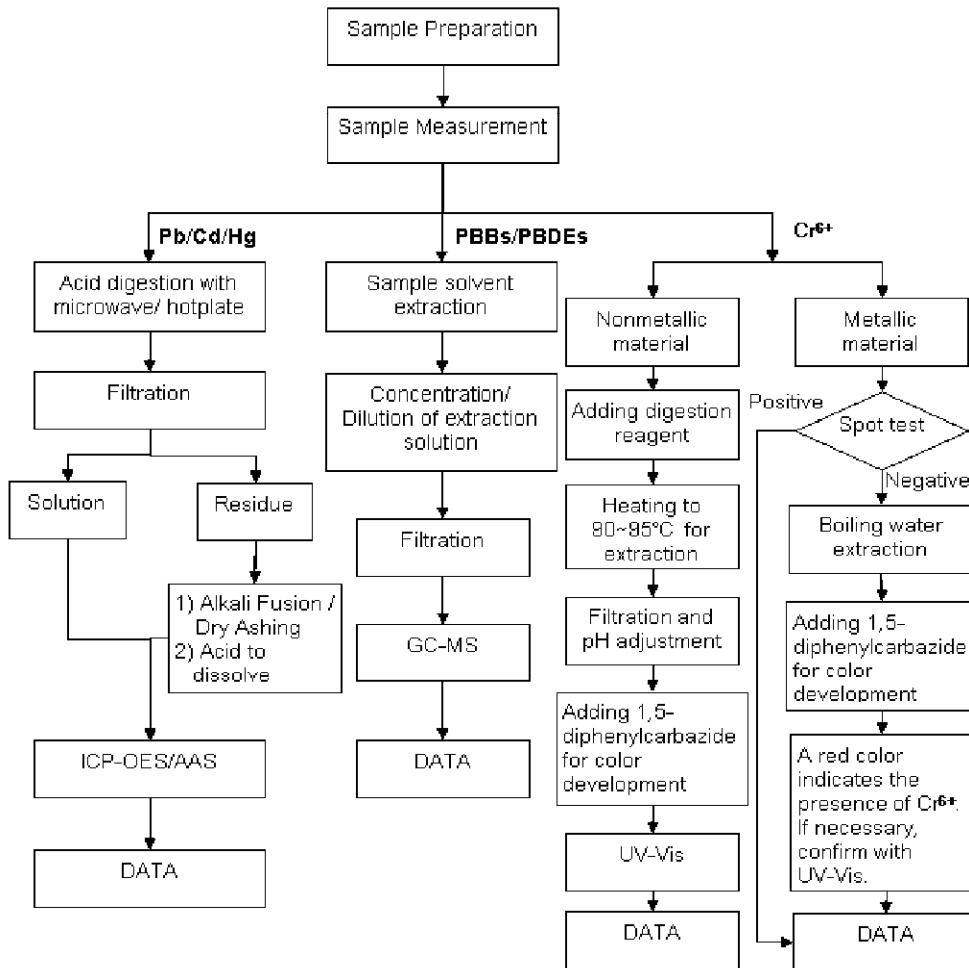 Sample Preparation
Sample Measurement
Pb/Cd/Hg
PBBs/PBDEs
Cr⁶⁺
Acid digestion with
microwave/ hotplate
Filtration
Solution
Residue
1) Alkali Fusion /
Dry Ashing
2) Acid to
dissolve
ICP-OES/AAS
DATA
Sample solvent
extraction
Concentration/
Dilution of extraction
solution
Filtration
GC-MS
DATA
Nonmetallic
material
Adding digestion
reagent
Heating to
90~95°C for
extraction
Filtration and
pH adjustment
Adding 1,5-
diphenylcarbazide
for color
development
UV-Vis
DATA
Metallic
material
Positive
Spot test
Negative
Boiling water
extraction
Adding 1,5-
diphenylcarbazide
for color
development
A red color
indicates the
presence of Cr⁶⁺.
If necessary,
confirm with
UV-Vis.
DATA